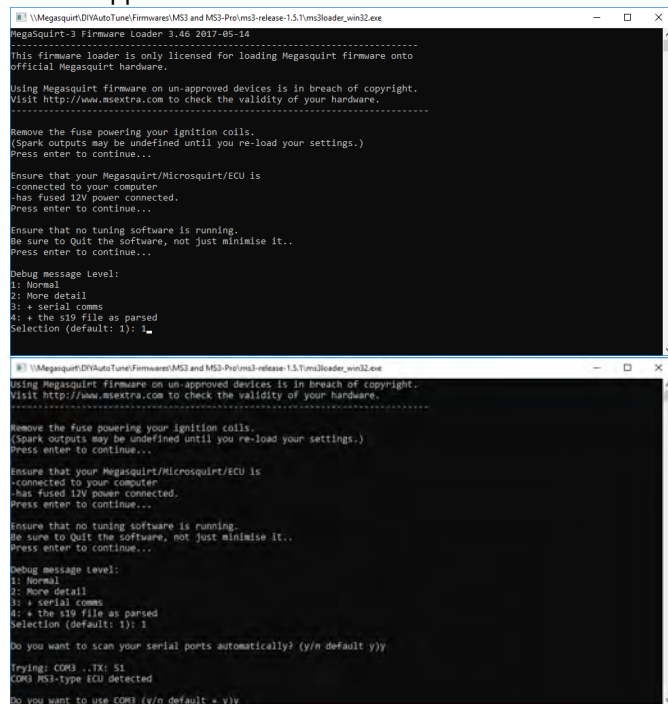 \\Megasquirt\DIYAutoTune\Firmwares\MS3 and MS3-Pro\ms3-release-1.5.1\ms3loader_win32.exe
MegaSquirt-3 Firmware Loader 3.46 2017-05-14
------------------------------------------------------------------------
This firmware loader is only licensed for loading Megasquirt firmware onto
official Megasquirt hardware.
Using Megasquirt firmware on un-approved devices is in breach of copyright.
Visit http://www.msextra.com to check the validity of your hardware.
------------------------------------------------------------------------
Remove the fuse powering your ignition coils.
(Spark outputs may be undefined until you re-load your settings.)
Press enter to continue...
Ensure that your Megasquirt/Microsquirt/ECU is
-connected to your computer
-has fused 12V power connected.
Press enter to continue...
Ensure that no tuning software is running.
Be sure to Quit the software, not just minimise it..
Press enter to continue...
Debug message Level:
1: Normal
2: More detail
3: + serial comms
4: + the s19 file as parsed
Selection (default: 1): 1
\\Megasquirt\DIYAutoTune\Firmwares\MS3 and MS3-Pro\ms3-release-1.5.1\ms3loader_win32.exe
Using Megasquirt firmware on un-approved devices is in breach of copyright.
Visit http://www.msextra.com to check the validity of your hardware.
------------------------------------------------------------------------
Remove the fuse powering your ignition coils.
(Spark outputs may be undefined until you re-load your settings.)
Press enter to continue...
Ensure that your Megasquirt/Microsquirt/ECU is
-connected to your computer
-has fused 12V power connected.
Press enter to continue...
Ensure that no tuning software is running.
Be sure to Quit the software, not just minimise it..
Press enter to continue...
Debug message Level:
1: Normal
2: More detail
3: + serial comms
4: + the s19 file as parsed
Selection (default: 1): 1
Do you want to scan your serial ports automatically? (y/n default y)y
Trying: COM3 ..TX: S1
COM3 MS3-type ECU detected
Do you want to use COM3 (y/n default = y)y